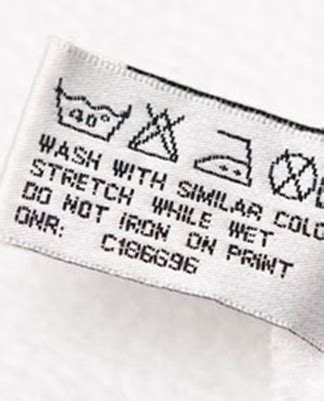 40°
WASH WITH SIMILAR COLO
STRETCH WHILE WET
DO NOT IRON ON PRINT
ONR: C186696